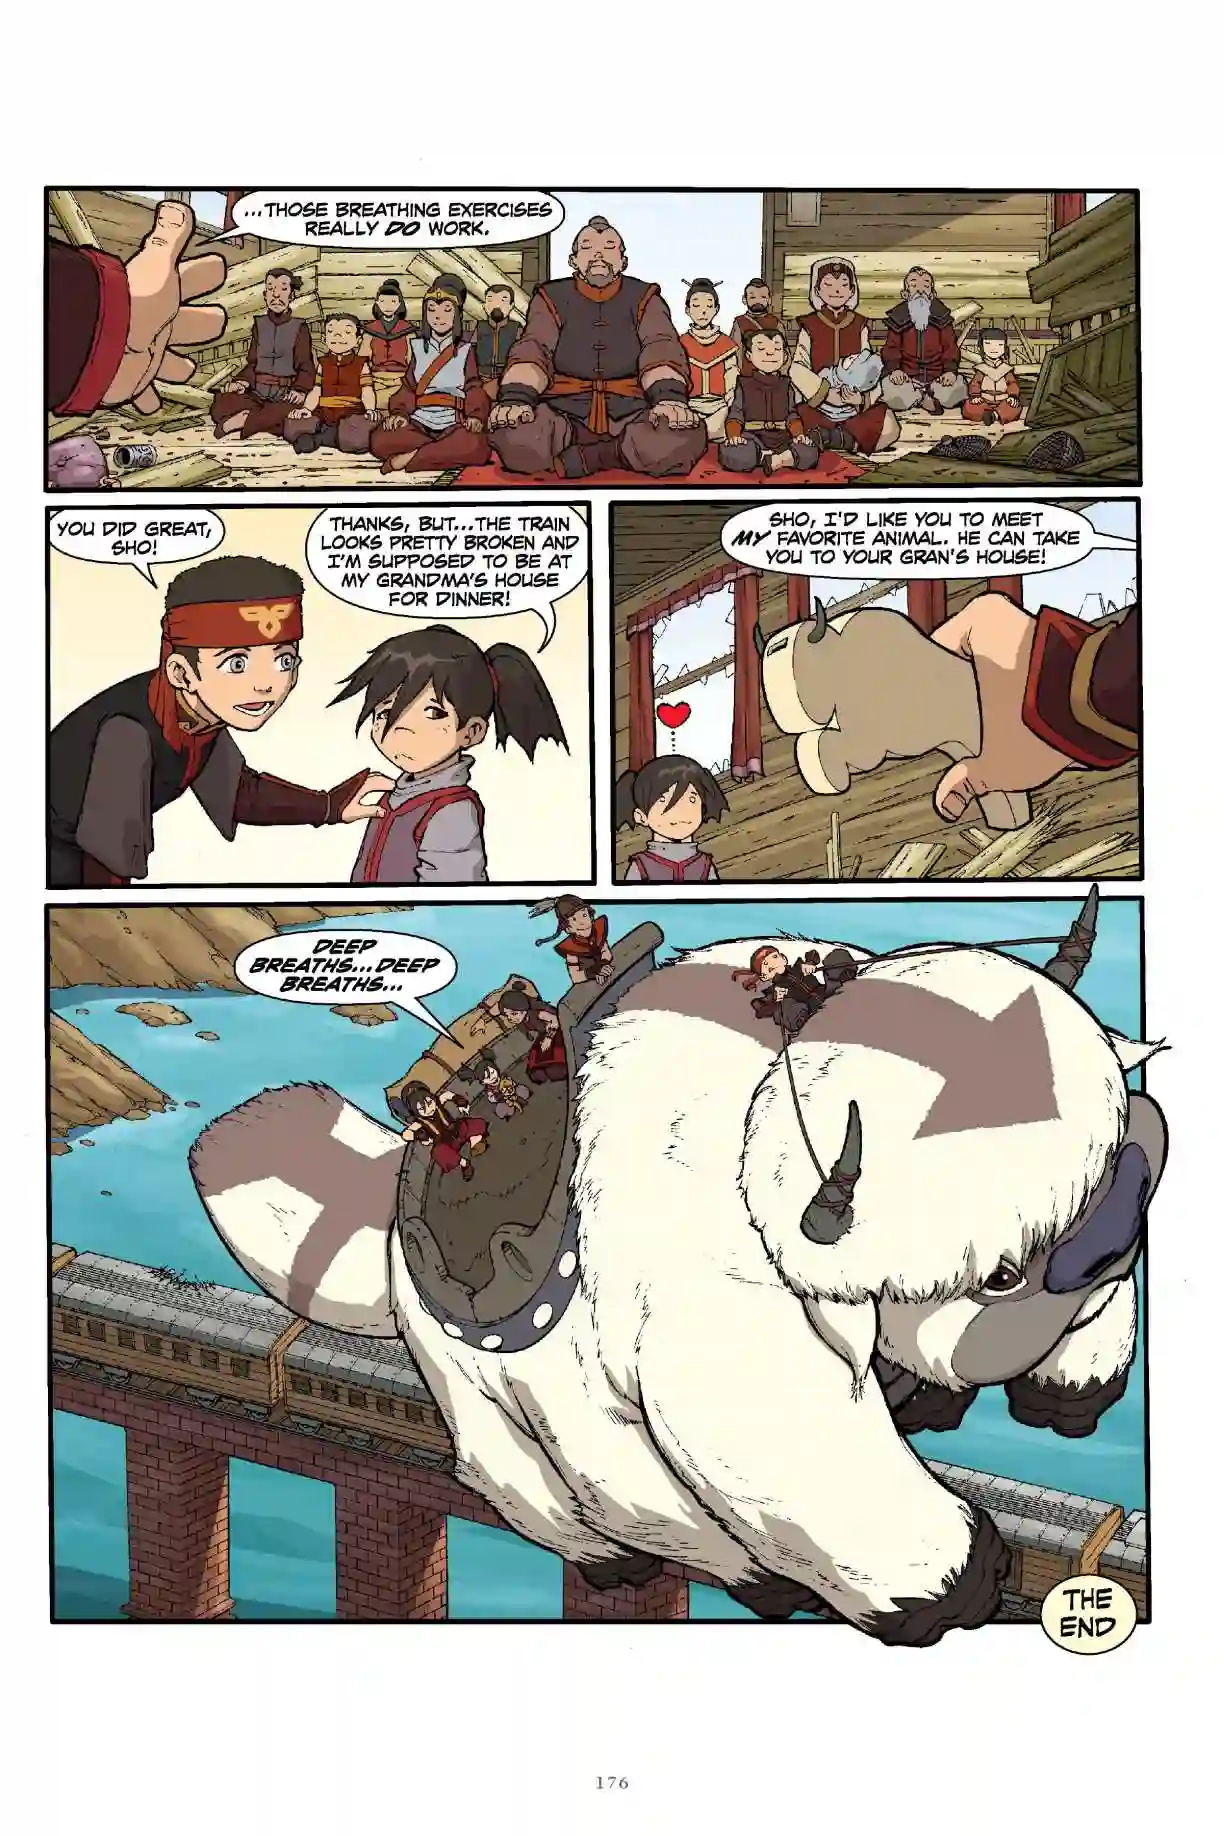 ...THOSE BREATHING EXERCISES
REALLY DO WORK.
YOU DID GREAT,
SHO!
THANKS, BUT...THE TRAIN
LOOKS PRETTY BROKEN AND
I'M SUPPOSED TO BE AT
MY GRANDMA'S HOUSE
FOR DINNER!
SHO, I'D LIKE YOU TO MEET
MY FAVORITE ANIMAL. HE CAN TAKE
YOU TO YOUR GRAN'S HOUSE!
DEEP
BREATHS...DEEP
BREATHS...
THE
END
176